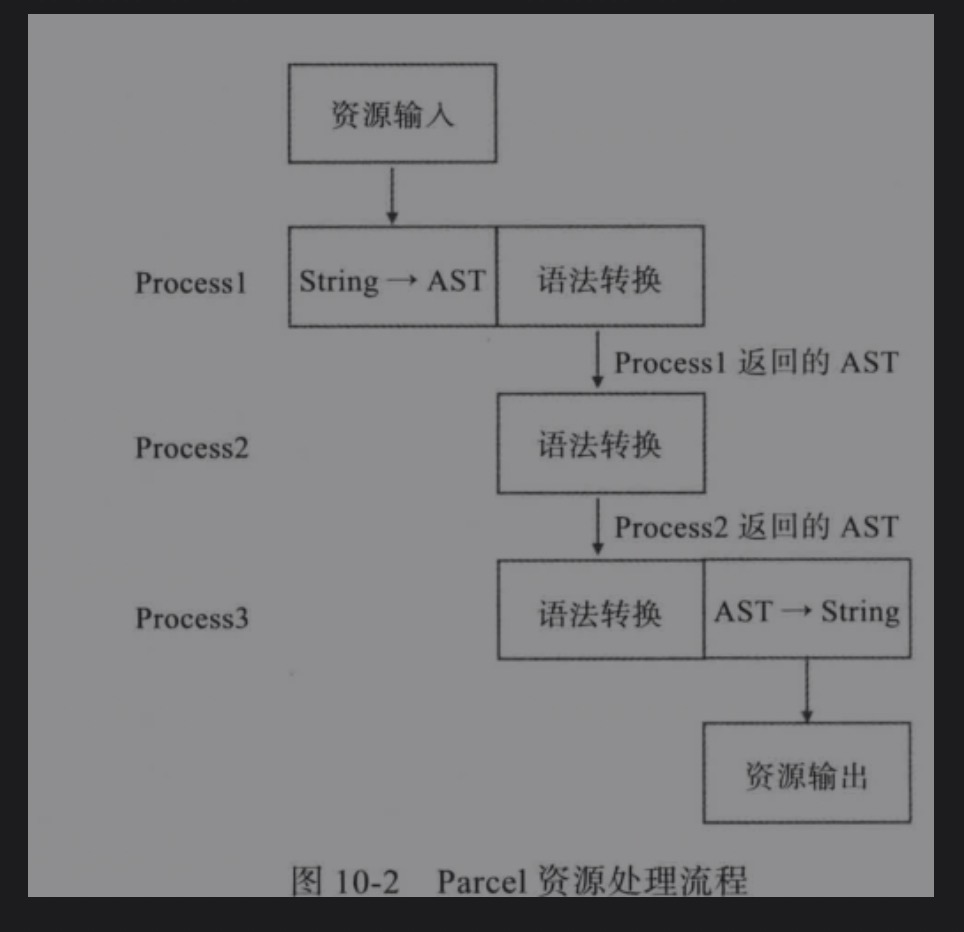 资源输入
Process1
String → AST
语法转换
Process1 返回的 AST
Process2
语法转换
Process2 返回的 AST
Process3
语法转换
AST → String
资源输出
图 10-2 Parcel 资源处理流程